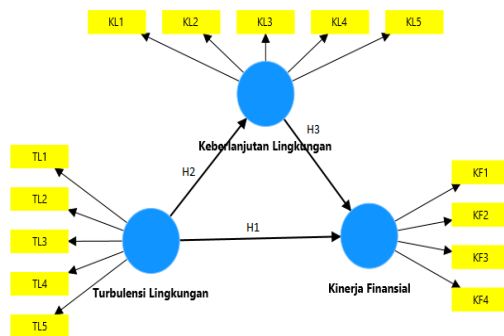 KL1 KL2 KL3 KL4 KL5
Keberlanjutan Lingkungan
H3
H2
TL1
TL2
TL3
TL4
TL5
H1
Turbulensi Lingkungan
KF1
KF2
KF3
KF4
Kinerja Finansial